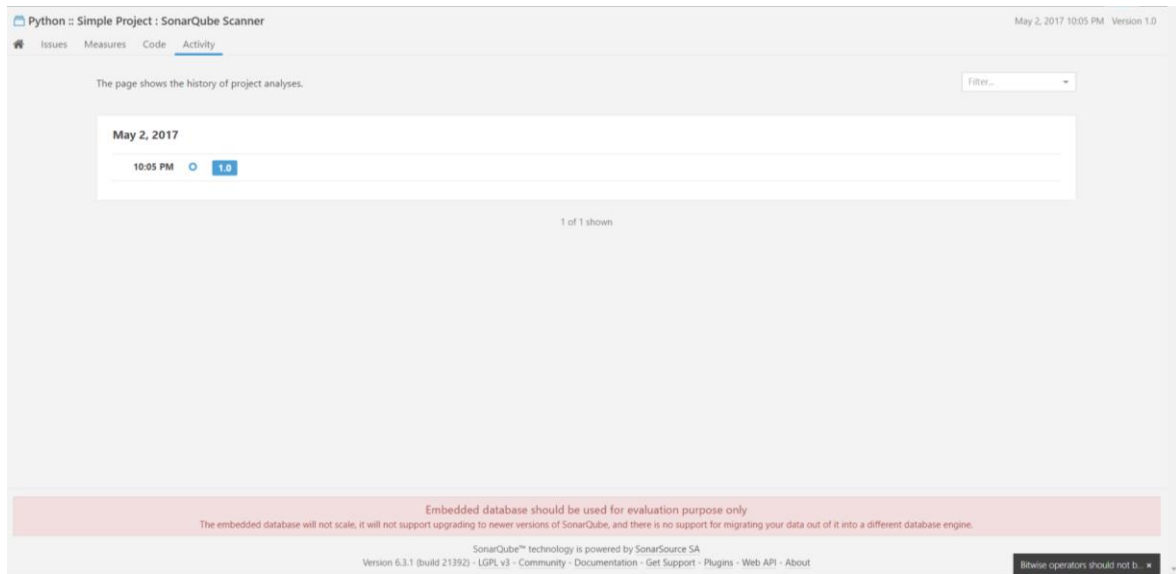 Python :: Simple Project : SonarQube Scanner
May 2, 2017 10:05 PM Version 1.0
Issues Measures Code Activity
The page shows the history of project analyses.
Filter...
May 2, 2017
10:05 PM 1.0
1 of 1 shown
Embedded database should be used for evaluation purpose only
The embedded database will not scale, it will not support upgrading to newer versions of SonarQube, and there is no support for migrating your data out of it into a different database engine.
SonarQube™ technology is powered by SonarSource SA
Version 6.3.1 (build 21392) - LGPL v3 - Community - Documentation - Get Support - Plugins - Web API - About
Bitwise operators should not b... ×